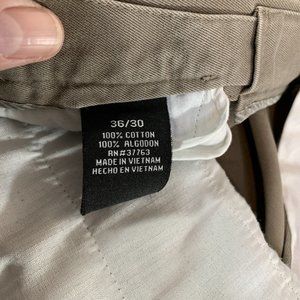 36/30
100% COTTON
100% ALGODON
RN#37763
MADE IN VIETNAM
HECHO EN VIETNAM